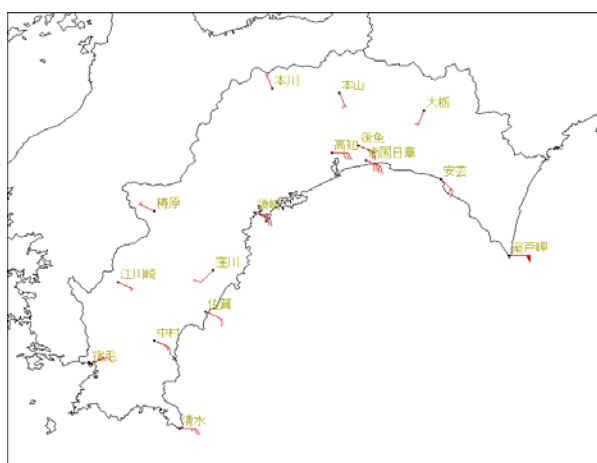 本川
本山
大栃
後免
高知
南国日章
安芸
梼原
須崎
室戸岬
窪川
江川崎
佐賀
中村
宿毛
清水